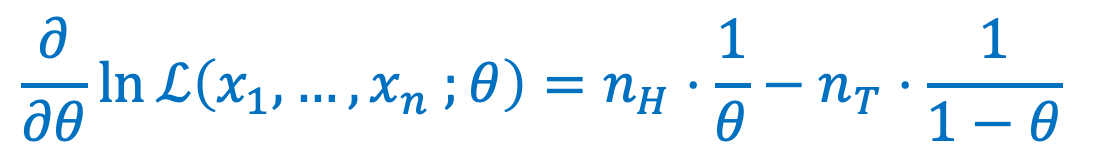 ∂/∂θ ln ℒ(x₁, …, xₙ ; θ) = n_H · 1/θ − n_T · 1/(1 − θ)